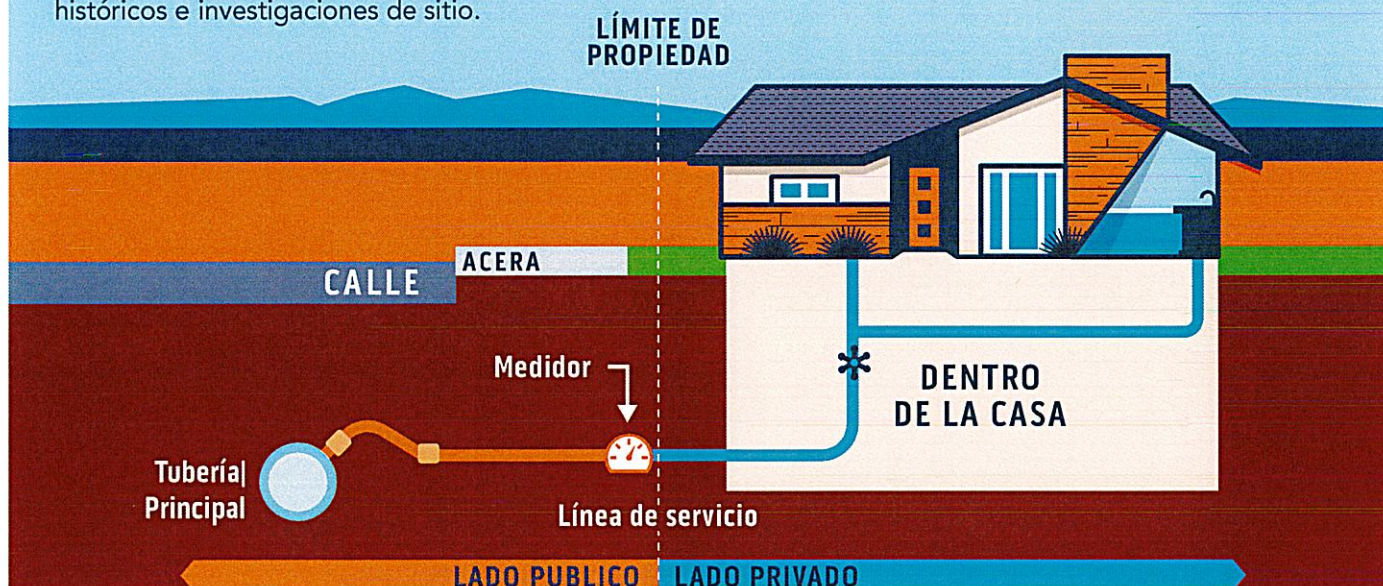 históricos e investigaciones de sitio.
LÍMITE DE
PROPIEDAD
ACERA
CALLE
Medidor
DENTRO
DE LA CASA
Tubería|
Principal
Línea de servicio
LADO PUBLICO
LADO PRIVADO